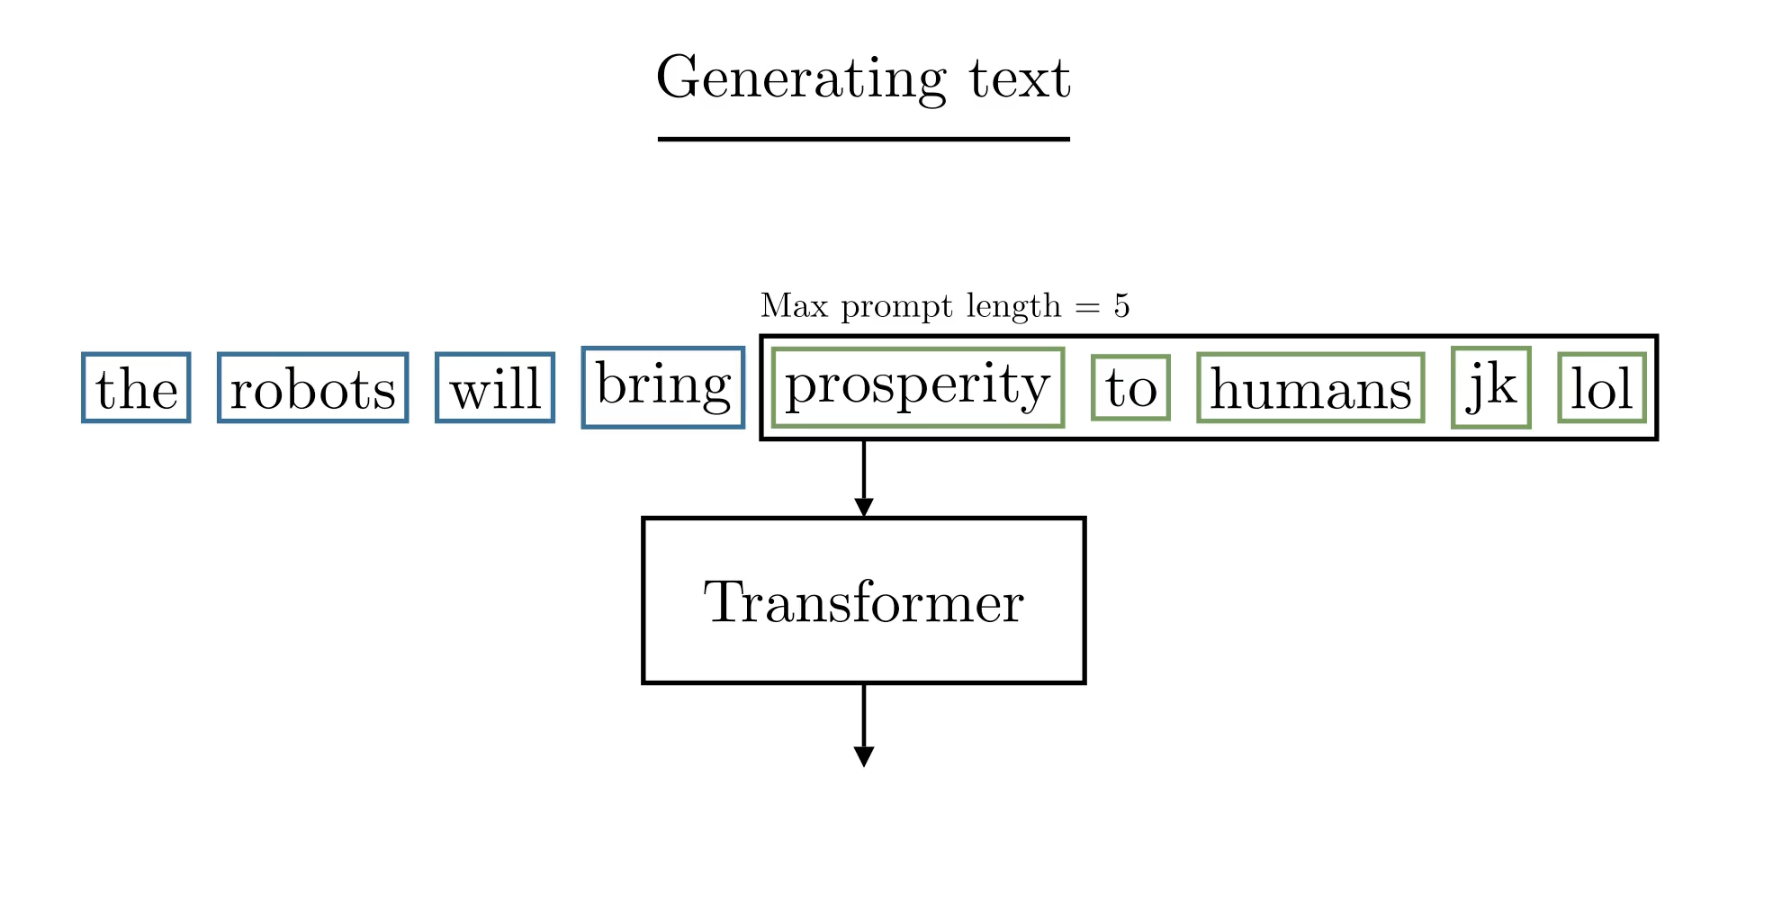 Generating text
Max prompt length = 5
the robots will bring prosperity to humans jk lol
Transformer